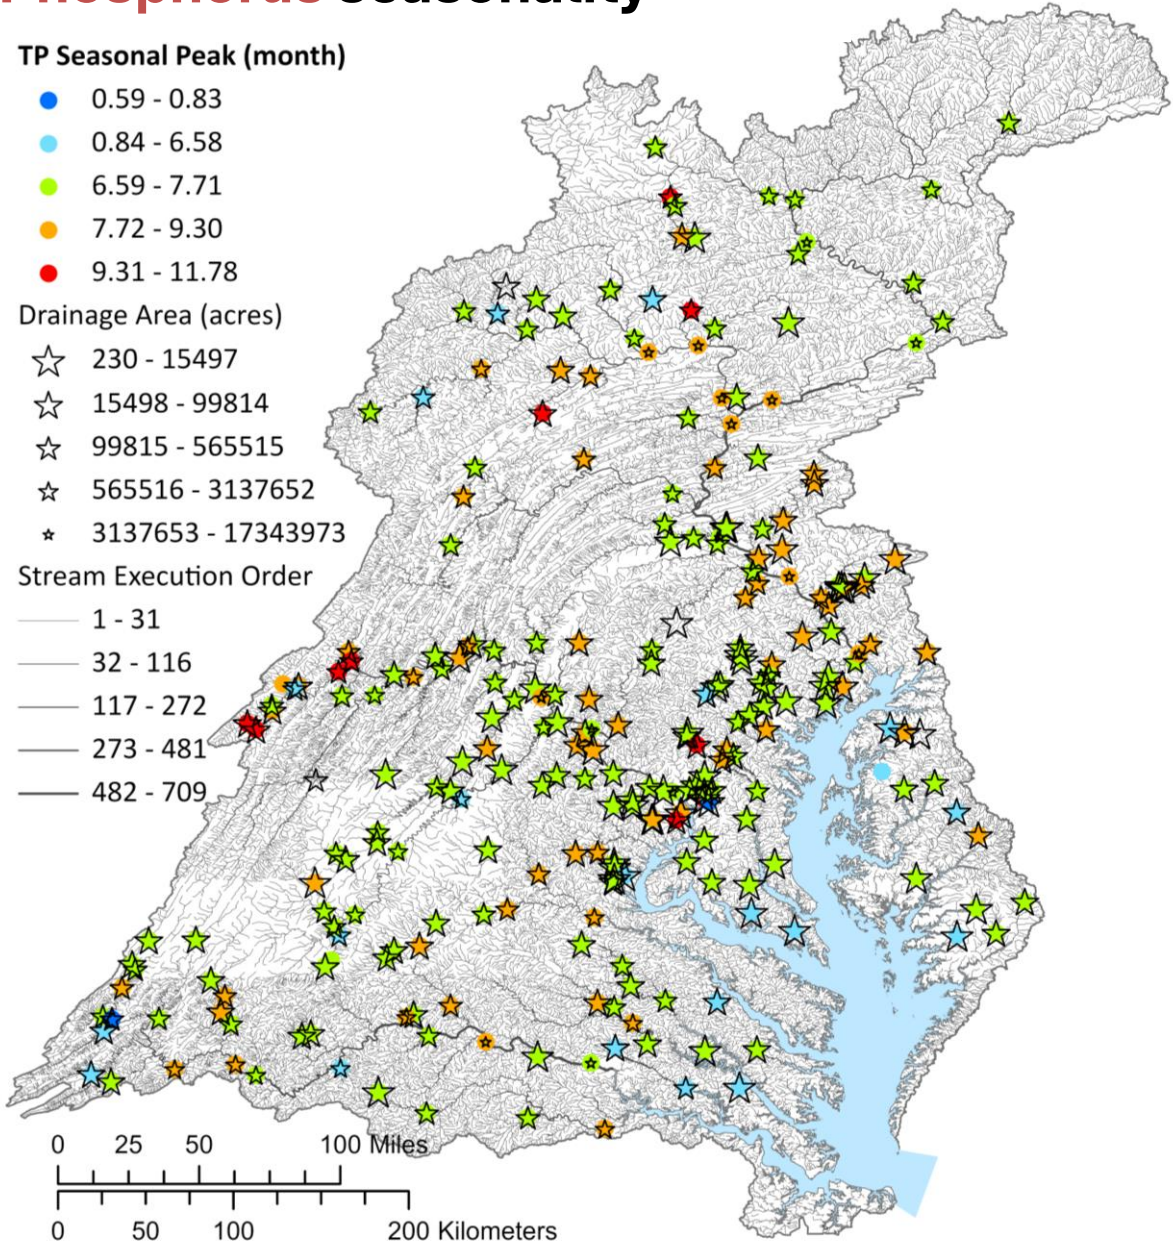 Phosphorus seasonality
TP Seasonal Peak (month)
0.59 - 0.83
0.84 - 6.58
6.59 - 7.71
7.72 - 9.30
9.31 - 11.78
Drainage Area (acres)
230 - 15497
15498 - 99814
99815 - 565515
565516 - 3137652
3137653 - 17343973
Stream Execution Order
1 - 31
32 - 116
117 - 272
273 - 481
482 - 709
0 25 50 100 Miles
0 50 100 200 Kilometers